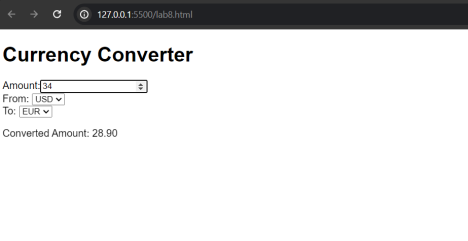 127.0.0.1:5500/lab8.html
Currency Converter
Amount:34
From: USD
To: EUR
Converted Amount: 28.90